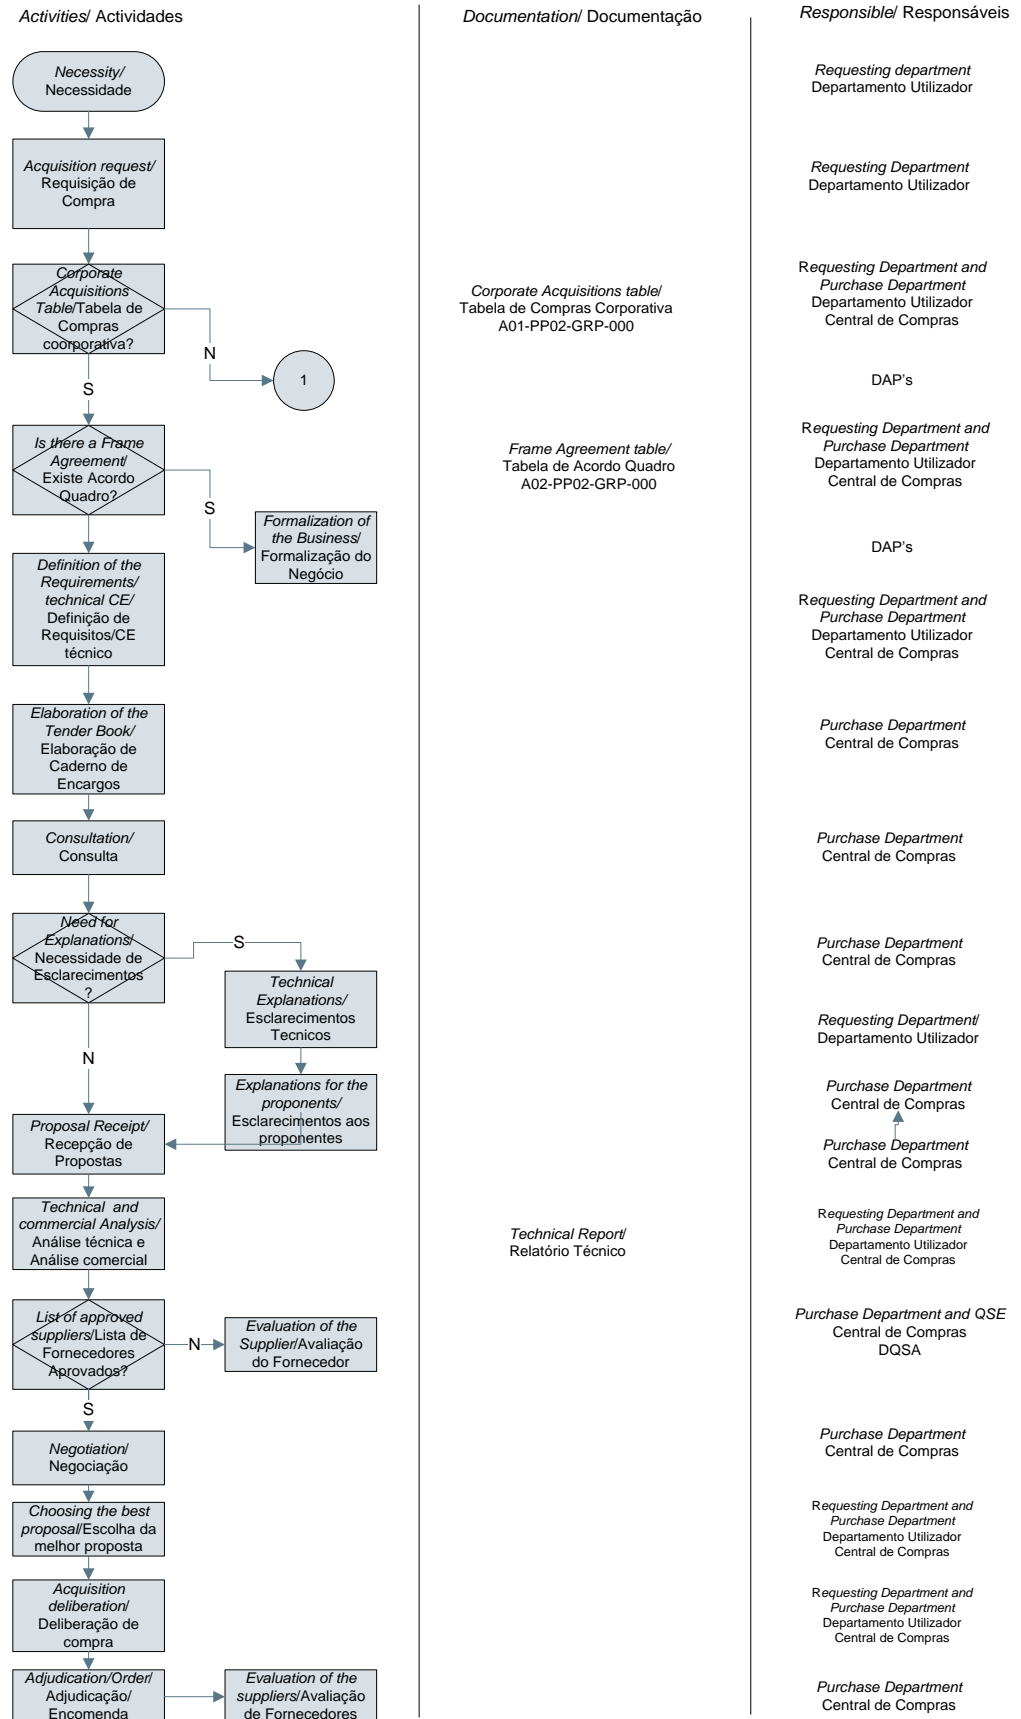 Activities/ Actividades
Documentation/ Documentação
Responsible/ Responsáveis
Necessity/
Necessidade
Requesting department
Departamento Utilizador
Acquisition request/
Requisição de
Compra
Requesting Department
Departamento Utilizador
Corporate
Acquisitions
Table/Tabela de
Compras
coorporativa?
Corporate Acquisitions table/
Tabela de Compras Corporativa
A01-PP02-GRP-000
Requesting Department and
Purchase Department
Departamento Utilizador
Central de Compras
N
1
DAP's
S
Is there a Frame
Agreement/
Existe Acordo
Quadro?
Frame Agreement table/
Tabela de Acordo Quadro
A02-PP02-GRP-000
Requesting Department and
Purchase Department
Departamento Utilizador
Central de Compras
S
Formalization of
the Business/
Formalização do
Negócio
DAP's
Definition of the
Requirements/
technical CE/
Definição de
Requisitos/CE
técnico
Requesting Department and
Purchase Department
Departamento Utilizador
Central de Compras
Elaboration of the
Tender Book/
Elaboração de
Caderno de
Encargos
Purchase Department
Central de Compras
Consultation/
Consulta
Purchase Department
Central de Compras
Need for
Explanations/
Necessidade de
Esclarecimentos
?
S
Purchase Department
Central de Compras
Technical
Explanations/
Esclarecimentos
Tecnicos
Requesting Department/
Departamento Utilizador
N
Explanations for the
proponents/
Esclarecimentos aos
proponentes
Purchase Department
Central de Compras
Proposal Receipt/
Recepção de
Propostas
Purchase Department
Central de Compras
Technical and
commercial Analysis/
Análise técnica e
Análise comercial
Technical Report/
Relatório Técnico
Requesting Department and
Purchase Department
Departamento Utilizador
Central de Compras
List of approved
suppliers/Lista de
Fornecedores
Aprovados?
N
Evaluation of the
Supplier/Avaliação
do Fornecedor
Purchase Department and QSE
Central de Compras
DQSA
S
Negotiation/
Negociação
Purchase Department
Central de Compras
Choosing the best
proposal/Escolha da
melhor proposta
Requesting Department and
Purchase Department
Departamento Utilizador
Central de Compras
Acquisition
deliberation/
Deliberação de
compra
Requesting Department and
Purchase Department
Departamento Utilizador
Central de Compras
Adjudication/Order/
Adjudicação/
Encomenda
Evaluation of the
suppliers/Avaliação
de Fornecedores
Purchase Department
Central de Compras